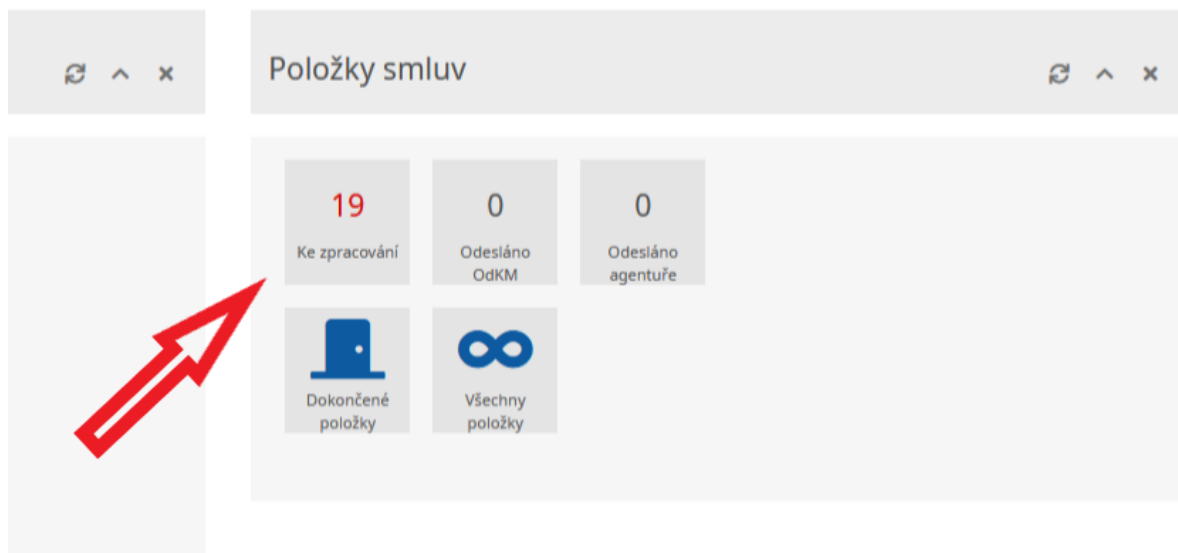 Položky smluv
19
0
0
Ke zpracování
Odesláno
OdKM
Odesláno
agentuře
Dokončené
položky
Všechny
položky